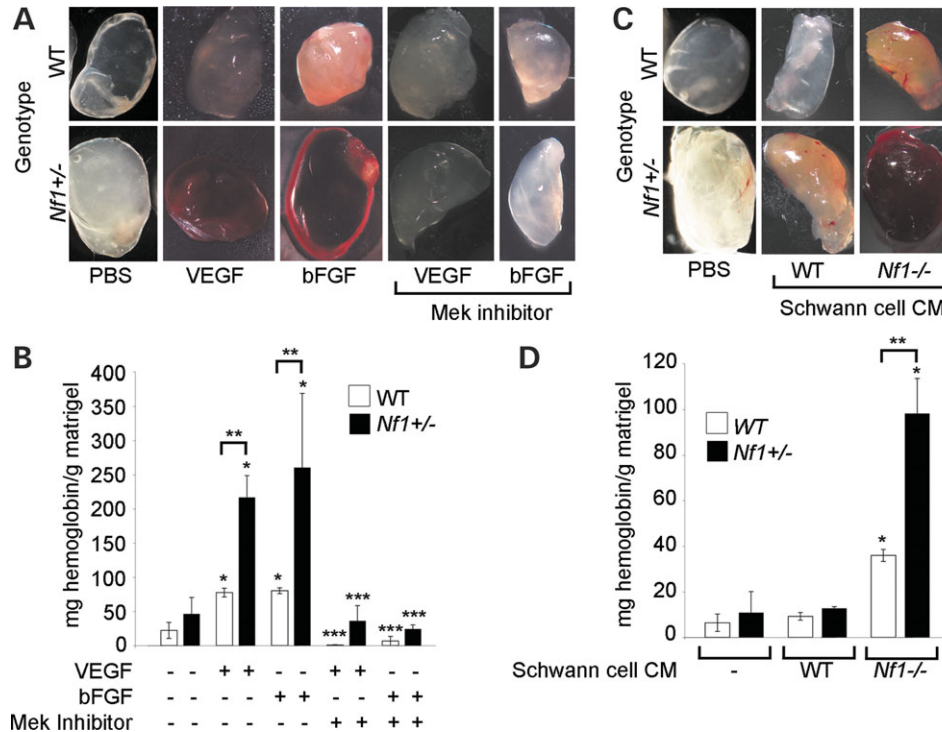 A
Genotype
WT
Nf1+/-
PBS VEGF bFGF VEGF bFGF
Mek inhibitor
C
Genotype
WT
Nf1+/-
PBS WT Nf1-/-
Schwann cell CM
B
mg hemoglobin/g matrigel
400
350
300
250
200
150
100
50
0
WT
Nf1+/-
** **
* * * *
*** *** *** ***
VEGF - - + + - - + + - -
bFGF - - - - + + - - + +
Mek Inhibitor - - - - - - + + + +
D
mg hemoglobin/g matrigel
120
100
80
60
40
20
0
WT
Nf1+/-
**
* *
Schwann cell CM - WT Nf1-/-